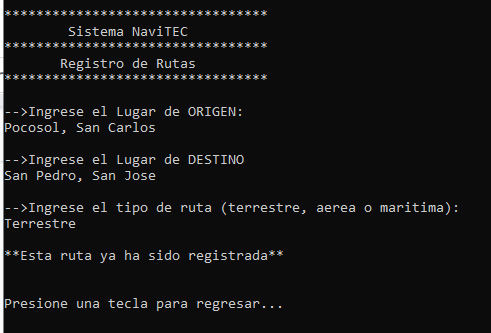 *********************************
Sistema NaviTEC
*********************************
Registro de Rutas
*********************************
-->Ingrese el Lugar de ORIGEN:
Pocosol, San Carlos
-->Ingrese el Lugar de DESTINO
San Pedro, San Jose
-->Ingrese el tipo de ruta (terrestre, aerea o maritima):
Terrestre
**Esta ruta ya ha sido registrada**
Presione una tecla para regresar...